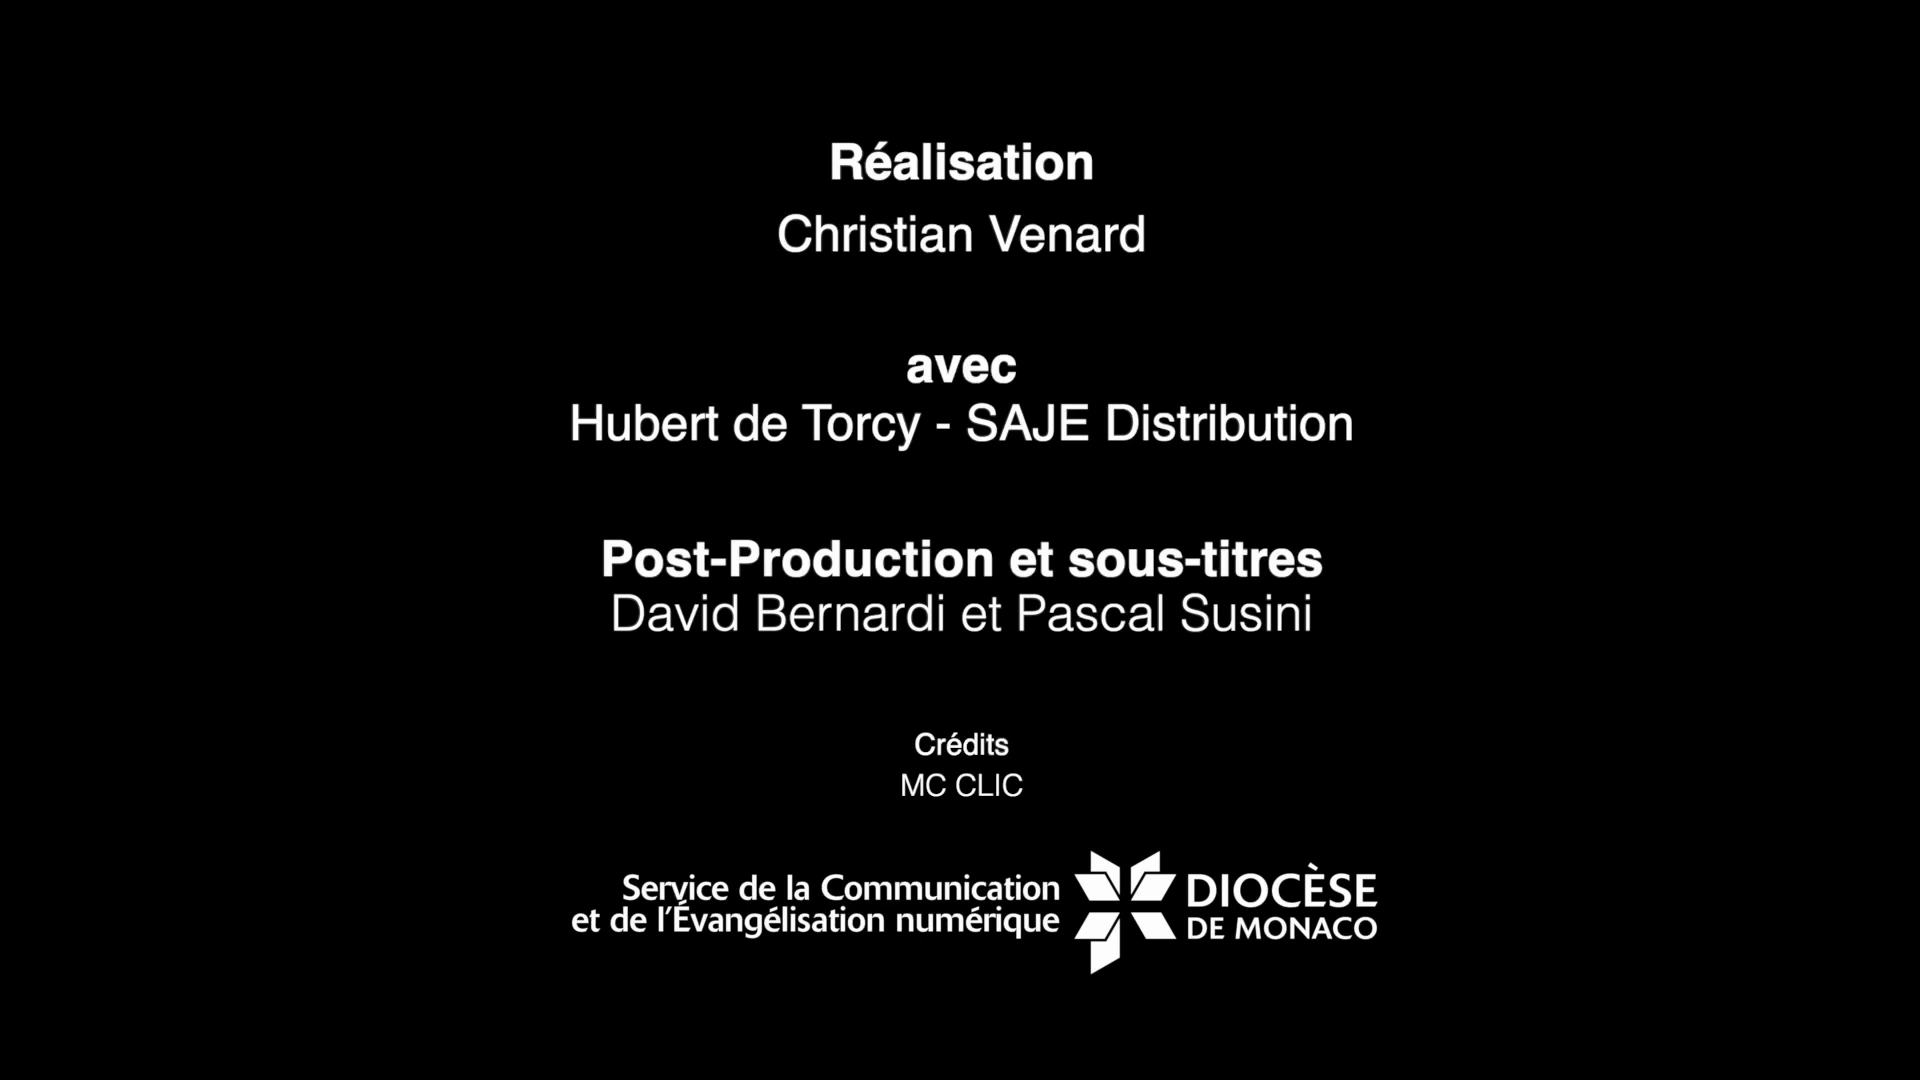 Réalisation
Christian Venard
avec
Hubert de Torcy - SAJE Distribution
Post-Production et sous-titres
David Bernardi et Pascal Susini
Crédits
MC CLIC
Service de la Communication
et de l'Évangélisation numérique
DIOCÈSE
DE MONACO